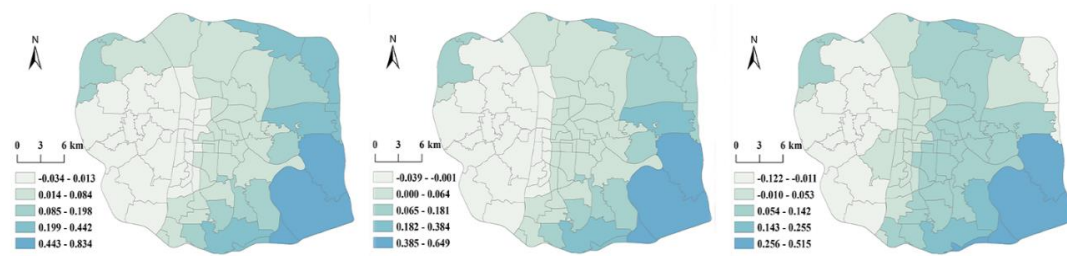 N
0 3 6 km
-0.034 - 0.013
0.014 - 0.084
0.085 - 0.198
0.199 - 0.442
0.443 - 0.834
N
0 3 6 km
-0.039 - -0.001
0.000 - 0.064
0.065 - 0.181
0.182 - 0.384
0.385 - 0.649
N
0 3 6 km
-0.122 - -0.011
-0.010 - 0.053
0.054 - 0.142
0.143 - 0.255
0.256 - 0.515